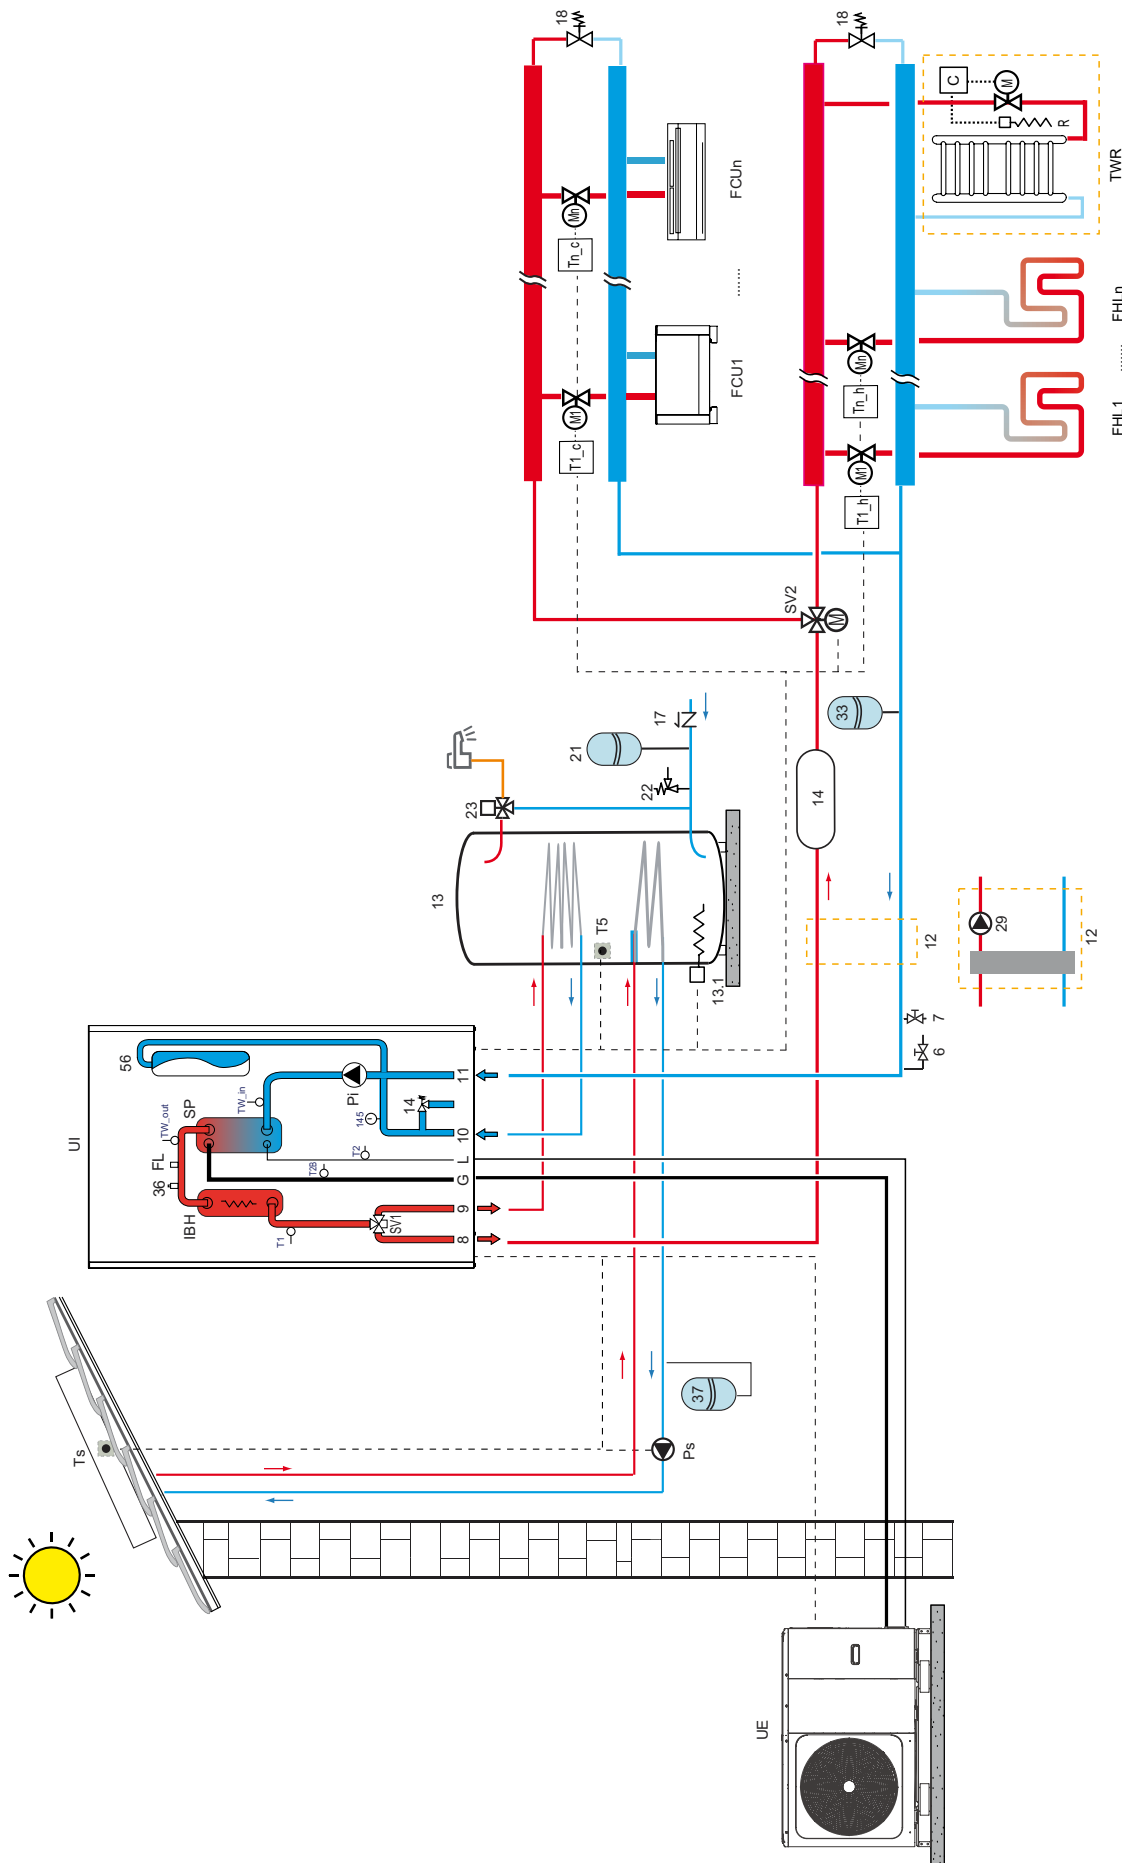 18
18
C
M
R
TWR
FCUn
Mn
Tn_c
FCU1
M1
T1_c
Mn
Tn_h
M1
T1_h
FHLn
......
FHL1
.......
SV2
M
33
17
21
22
23
14
13
T5
13.1
12
29
12
7
6
UI
56
TW_in
Pi
11
TW_out
SP
145
14
10
FL
T2
L
36
T2B
G
IBH
SV1
9
T1
8
37
Ts
Ps
UE